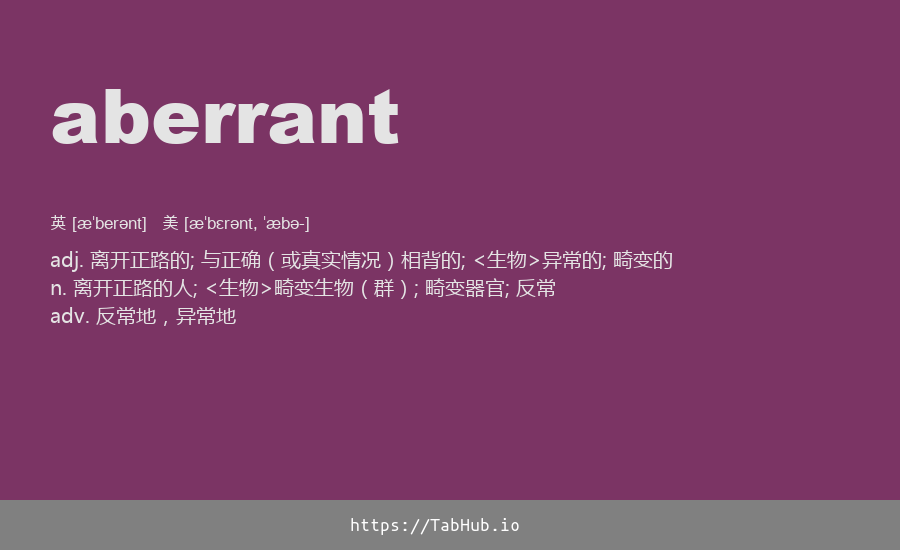 aberrant
英 [æˈberənt] 美 [æˈbɛrənt, ˈæbə-]
adj. 离开正路的; 与正确（或真实情况）相背的; <生物>异常的; 畸变的
n. 离开正路的人; <生物>畸变生物（群）; 畸变器官; 反常
adv. 反常地，异常地
https://TabHub.io